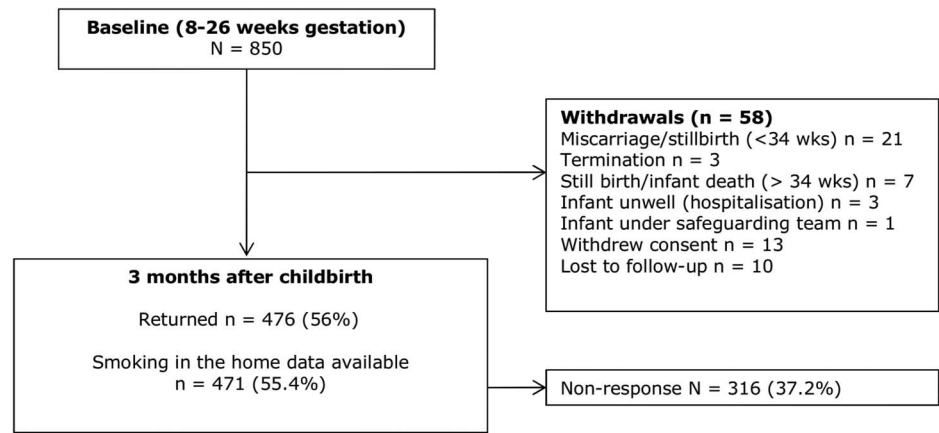 Baseline (8-26 weeks gestation)
N = 850
Withdrawals (n = 58)
Miscarriage/stillbirth (<34 wks) n = 21
Termination n = 3
Still birth/infant death (> 34 wks) n = 7
Infant unwell (hospitalisation) n = 3
Infant under safeguarding team n = 1
Withdrew consent n = 13
Lost to follow-up n = 10
3 months after childbirth
Returned n = 476 (56%)
Smoking in the home data available
n = 471 (55.4%)
Non-response N = 316 (37.2%)